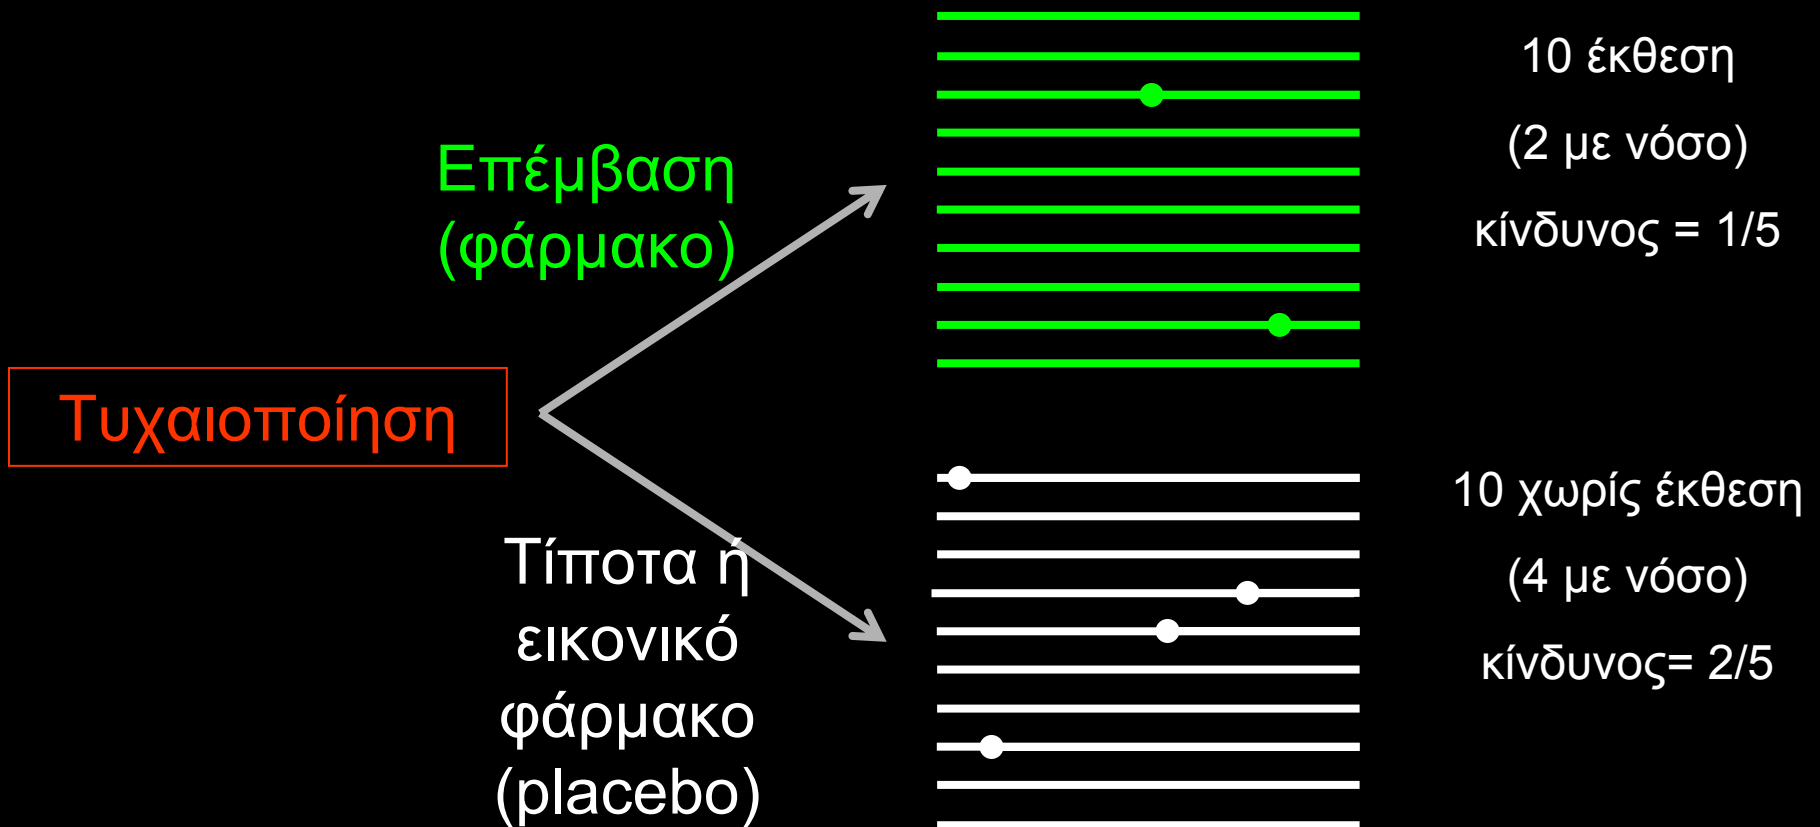 Τυχαιοποίηση
Επέμβαση
(φάρμακο)
10 έκθεση
(2 με νόσο)
κίνδυνος = 1/5
Τίποτα ή
εικονικό
φάρμακο
(placebo)
10 χωρίς έκθεση
(4 με νόσο)
κίνδυνος= 2/5